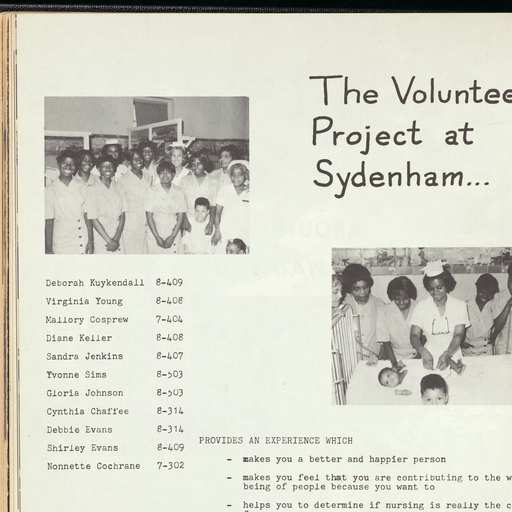 The Voluntee
Project at
Sydenham...
Deborah Kuykendall 8-409
Virginia Young 8-408
Mallory Cosprew 7-404
Diane Keller 8-408
Sandra Jenkins 8-407
Yvonne Sims 8-503
Gloria Johnson 8-503
Cynthia Chaffee 8-314
Debbie Evans 8-314
Shirley Evans 8-409
Nonnette Cochrane 7-302
PROVIDES AN EXPERIENCE WHICH
- makes you a better and happier person
- makes you feel that you are contributing to the w
being of people because you want to
- helps you to determine if nursing is really the c